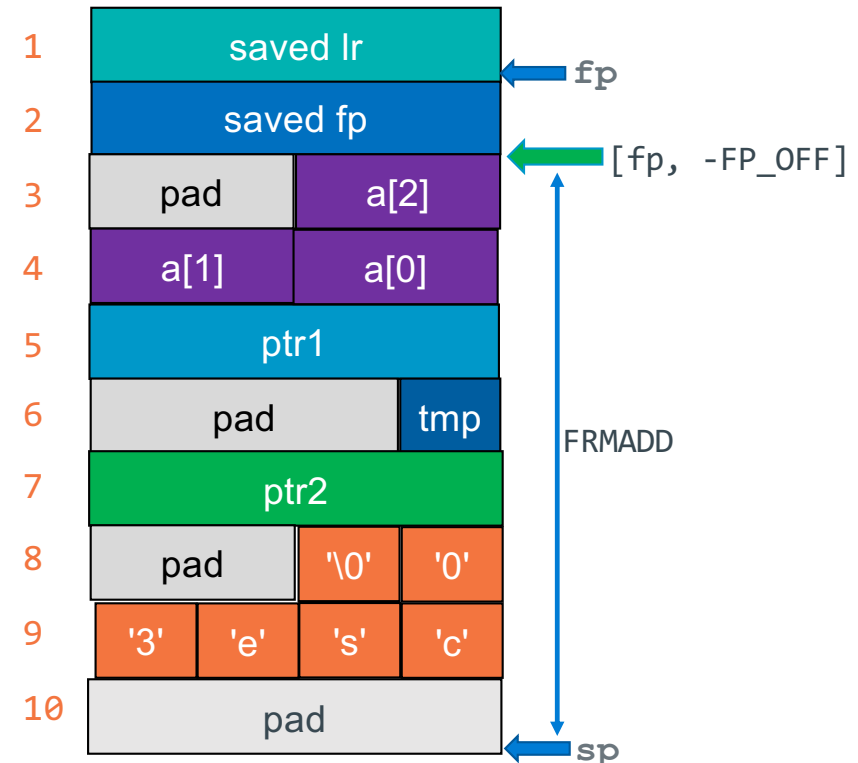 1 saved lr
fp
2 saved fp
[fp, -FP_OFF]
3 pad a[2]
4 a[1] a[0]
5 ptr1
6 pad tmp
FRMADD
7 ptr2
8 pad '\0' '0'
9 '3' 'e' 's' 'c'
10 pad
sp